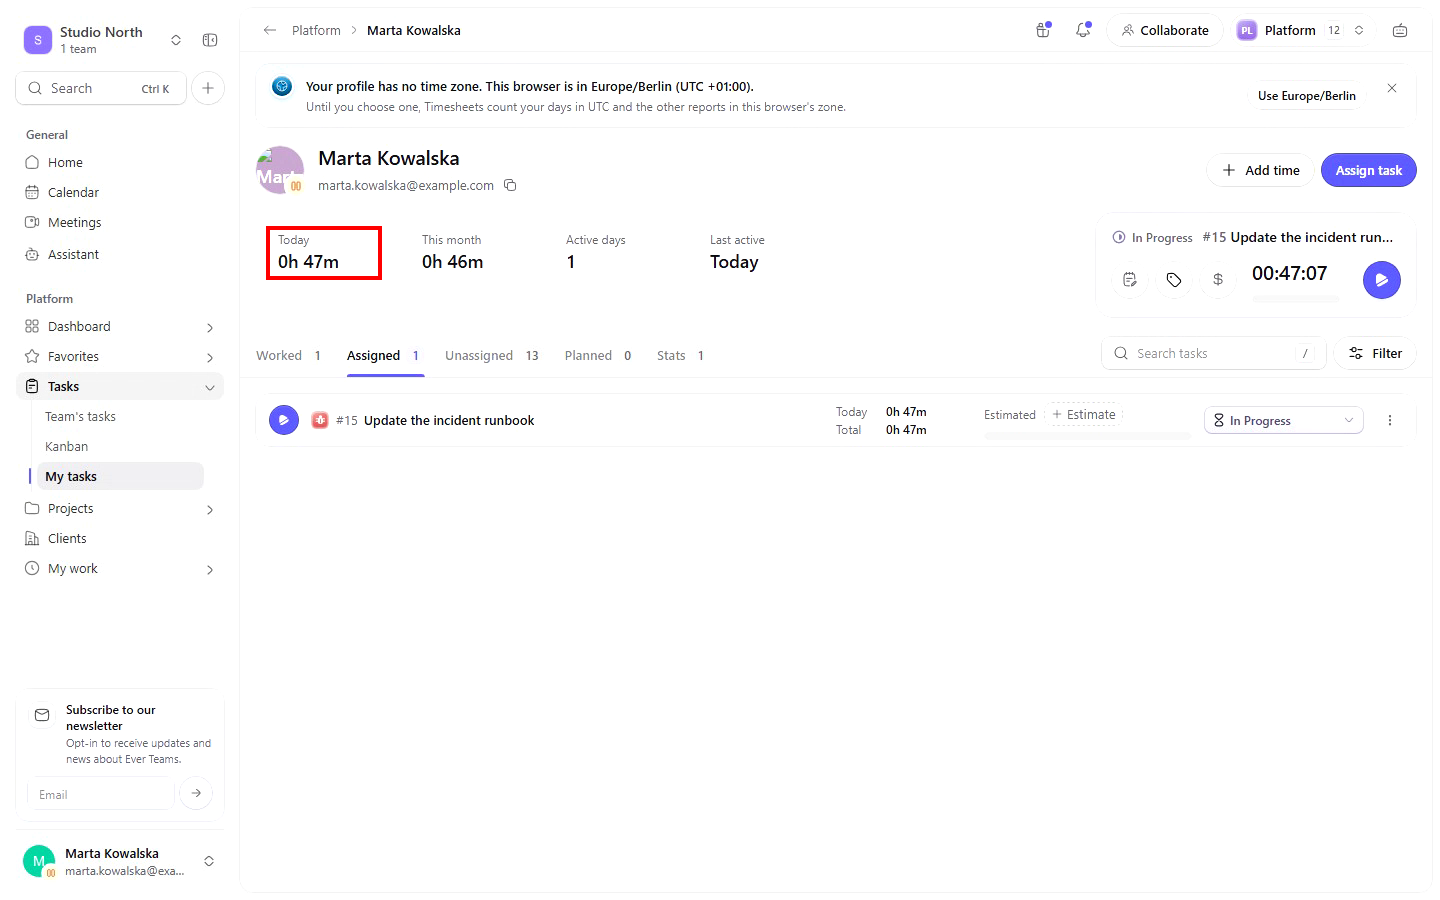 S
Studio North
1 team
Search
Ctrl K
General
Home
Calendar
Meetings
Assistant
Platform
Dashboard
Favorites
Tasks
Team's tasks
Kanban
My tasks
Projects
Clients
My work
Subscribe to our
newsletter
Opt-in to receive updates and
news about Ever Teams.
Email
M
Marta Kowalska
marta.kowalska@exa...
Platform > Marta Kowalska
Collaborate
PL
Platform
12
Your profile has no time zone. This browser is in Europe/Berlin (UTC +01:00).
Until you choose one, Timesheets count your days in UTC and the other reports in this browser's zone.
Use Europe/Berlin
Mart
Marta Kowalska
marta.kowalska@example.com
Add time
Assign task
Today
0h 47m
This month
0h 46m
Active days
1
Last active
Today
In Progress
#15 Update the incident run...
$
00:47:07
Worked 1
Assigned 1
Unassigned 13
Planned 0
Stats 1
Search tasks
/
Filter
#15 Update the incident runbook
Today 0h 47m
Total 0h 47m
Estimated
+ Estimate
In Progress